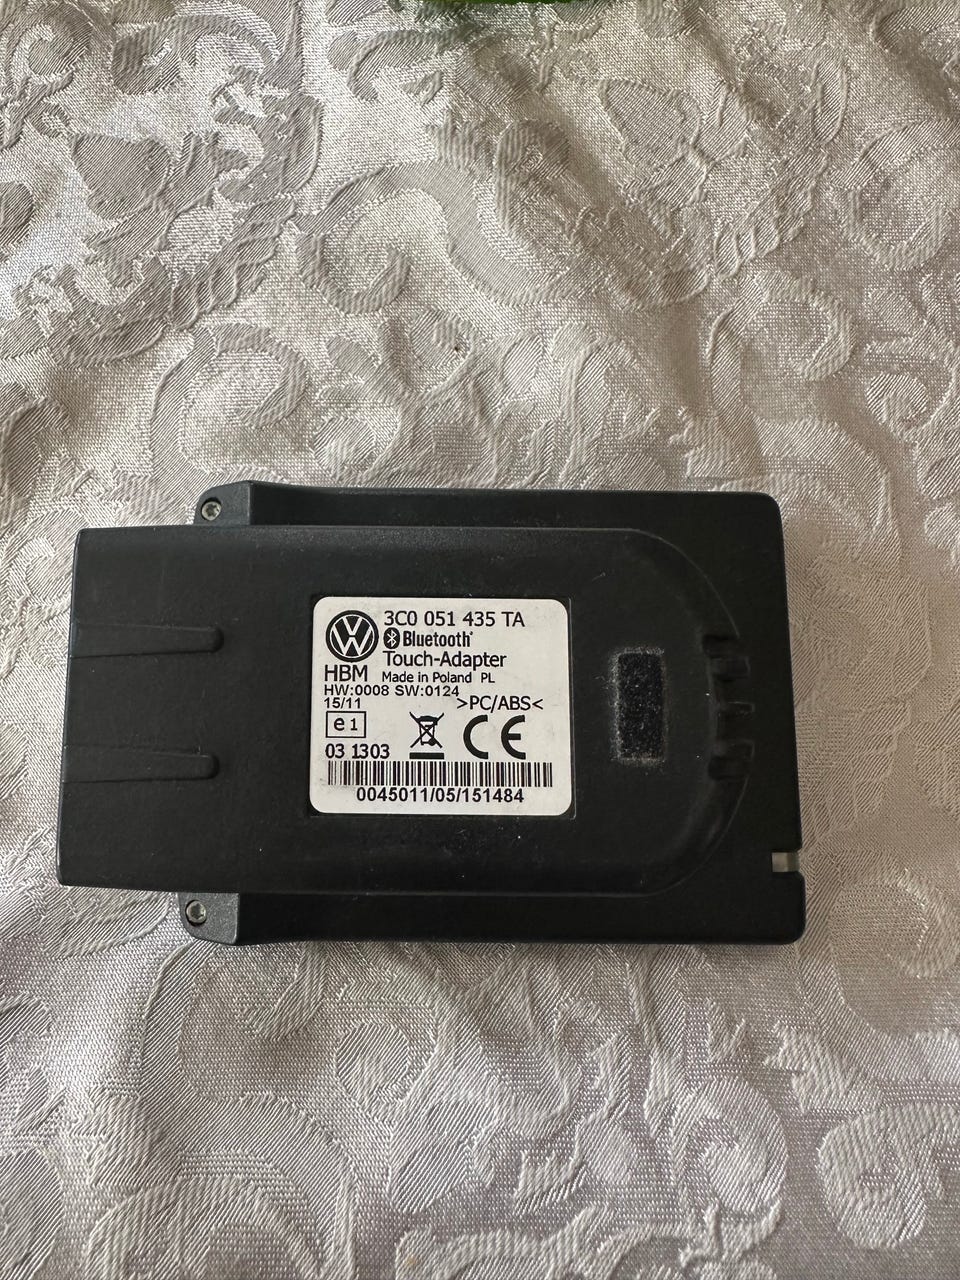 3C0 051 435 TA
Bluetooth®
Touch-Adapter
HBM Made in Poland PL
HW:0008 SW:0124
15/11 >PC/ABS<
e1
03 1303 CE
0045011/05/151484